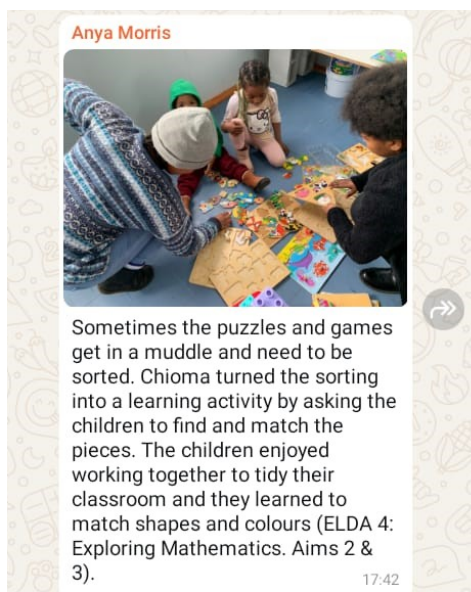 Anya Morris
Sometimes the puzzles and games
get in a muddle and need to be
sorted. Chioma turned the sorting
into a learning activity by asking the
children to find and match the
pieces. The children enjoyed
working together to tidy their
classroom and they learned to
match shapes and colours (ELDA 4:
Exploring Mathematics. Aims 2 &
3).
17:42